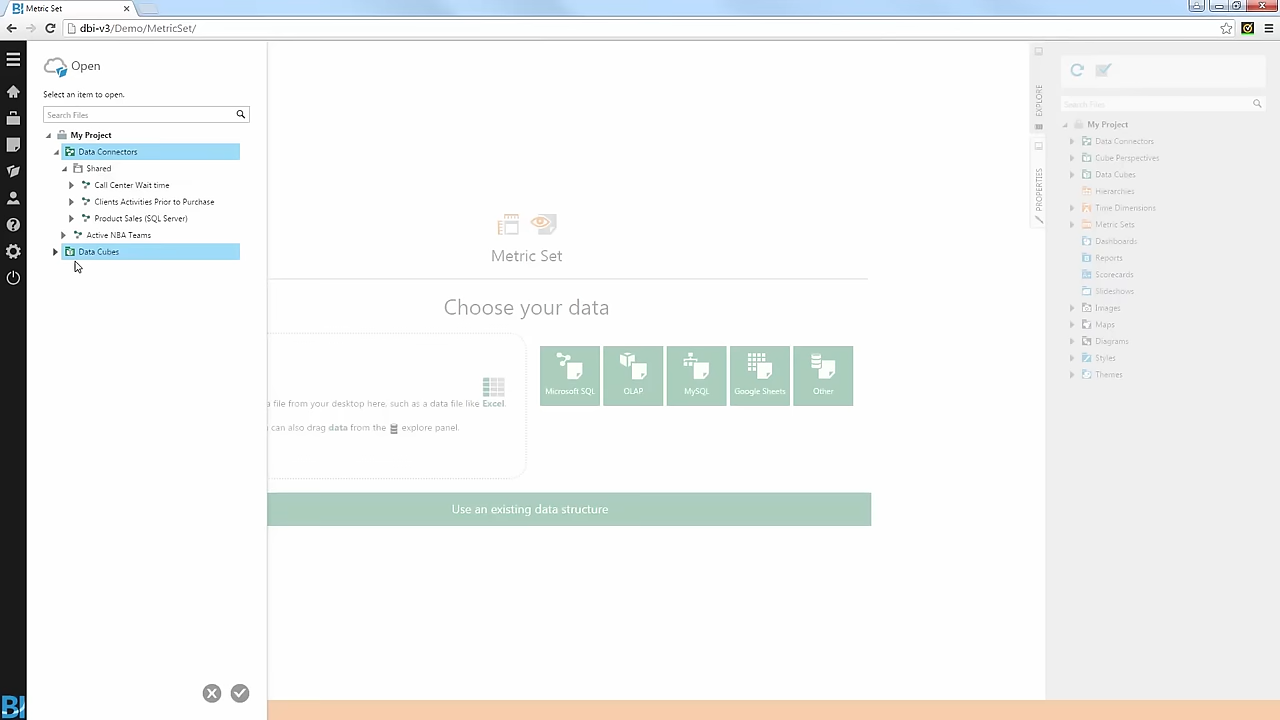 Metric Set
dbi-v3/Demo/MetricSet/
Open
Select an item to open.
Search Files
My Project
Data Connectors
Shared
Call Center Wait time
Clients Activities Prior to Purchase
Product Sales (SQL Server)
Active NBA Teams
Data Cubes
BI
Metric Set
Choose your data
a file from your desktop here, such as a data file like Excel.
can also drag data from the explore panel.
Microsoft SQL
OLAP
MySQL
Google Sheets
Other
Use an existing data structure
EXPLORE
PROPERTIES
Search Files
My Project
Data Connectors
Cube Perspectives
Data Cubes
Hierarchies
Time Dimensions
Metric Sets
Dashboards
Reports
Scorecards
Slideshows
Images
Maps
Diagrams
Styles
Themes